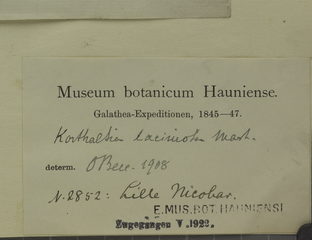 Museum botanicum Hauniense.
Galathea-Expeditionen, 1845—47.
Korthalsia laciniosa Mart.
determ. O Becc. 1908
N. 2852: Lille Nicobar.
E. MUS. BOT. HAUNIENSI
Zugegangen V. 1922.